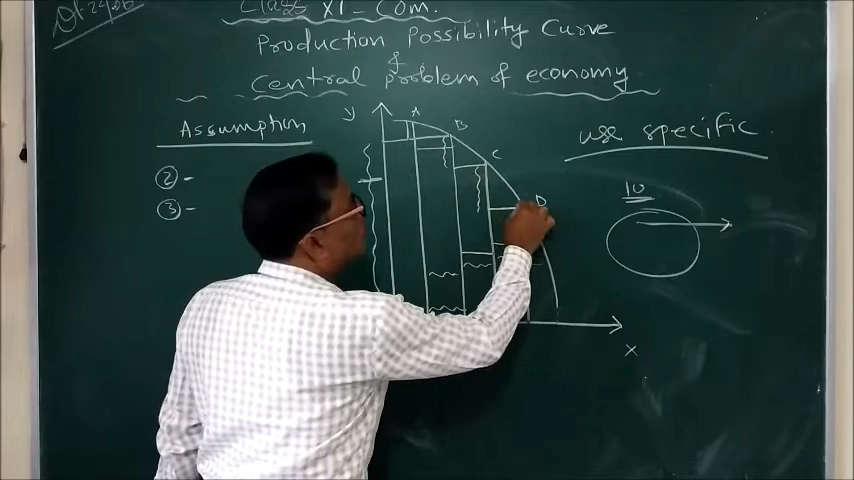 Class XI - Com.
Production Possibility Curve
&
Central problem of economy
Assumption
② -
③ -
use specific.
10
y
A
B
C
D
x